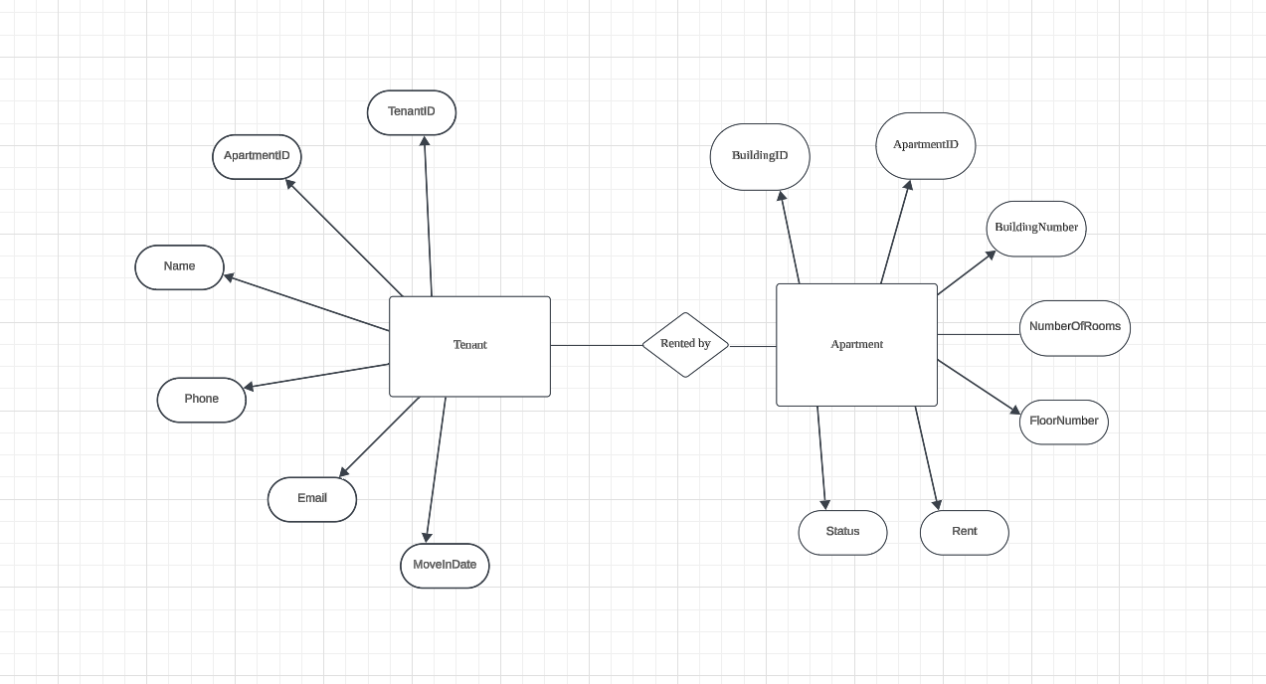 TenantID
ApartmentID
Name
Phone
Email
MoveInDate
Tenant
Rented by
Apartment
BuildingID
ApartmentID
BuildingNumber
NumberOfRooms
FloorNumber
Status
Rent